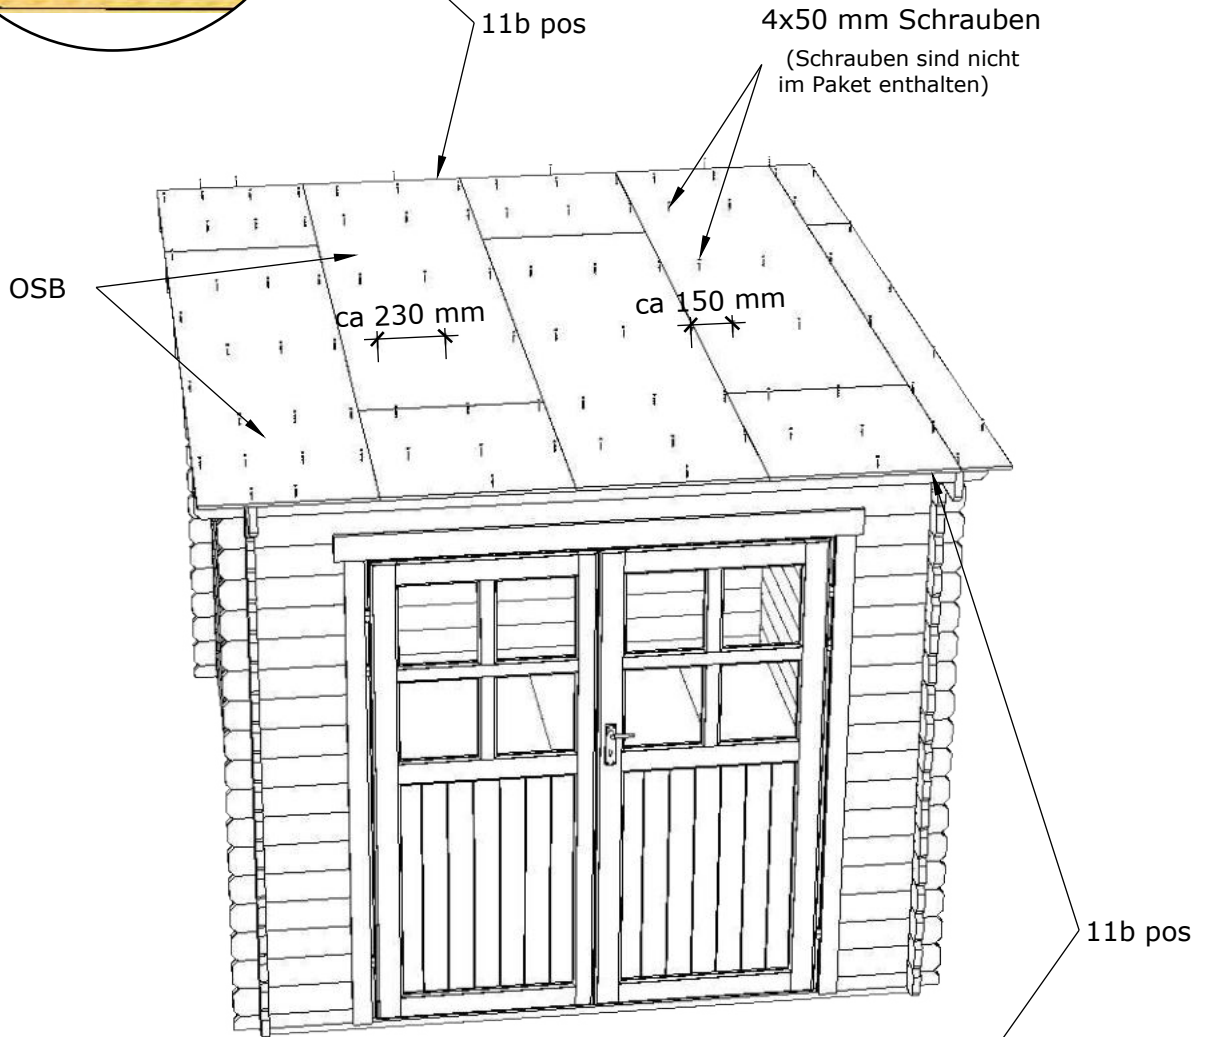 11b pos
4x50 mm Schrauben
(Schrauben sind nicht
im Paket enthalten)
OSB
ca 230 mm
ca 150 mm
11b pos